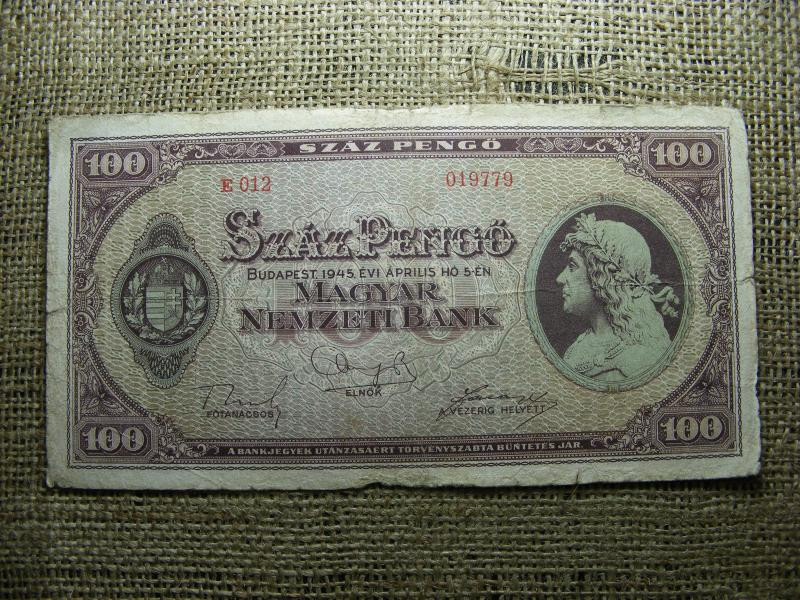 100 SZÁZ PENGŐ 100
E 012 019779
SZÁZ PENGŐ
BUDAPEST, 1945. ÉVI ÁPRILIS HÓ 5-ÉN
MAGYAR
NEMZETI BANK
FŐTANÁCSOS
ELNÖK
A VEZÉRIG. HELYETT
100 100
A BANKJEGYEK UTÁNZÁSÁÉRT TÖRVÉNYSZABTA BÜNTETÉS JÁR.